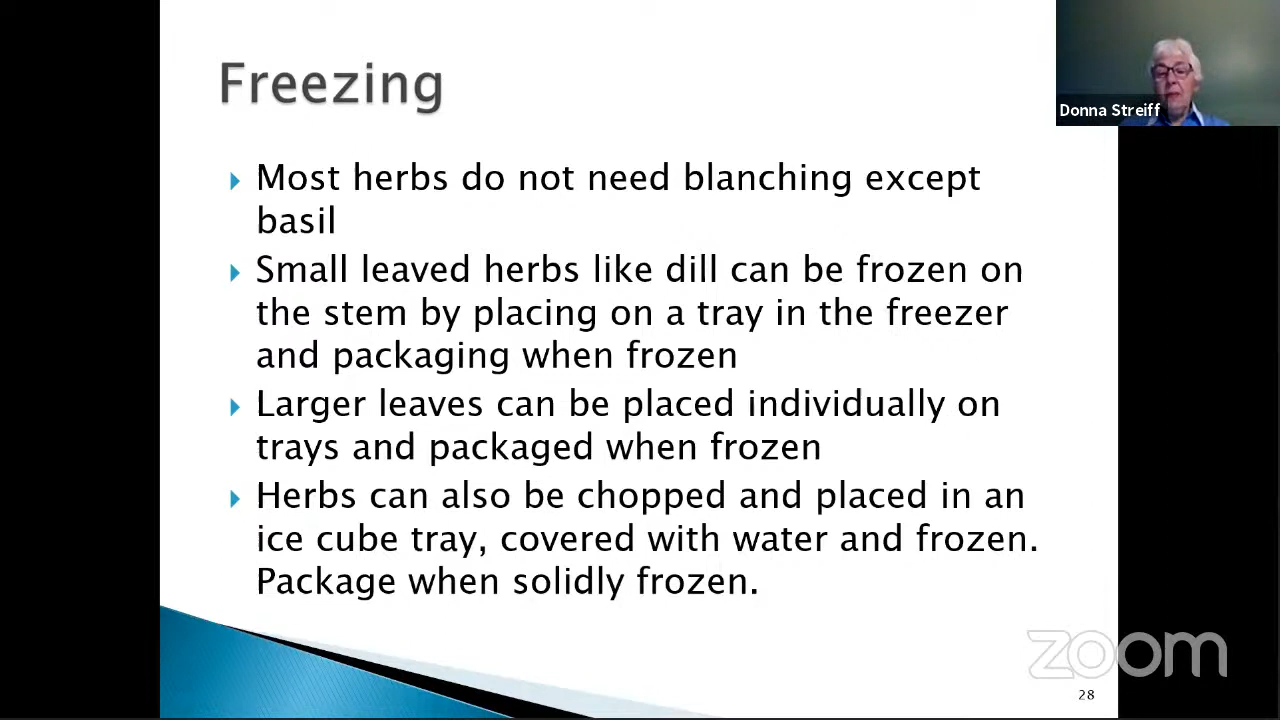 Freezing
Donna Streiff
Most herbs do not need blanching except
basil
Small leaved herbs like dill can be frozen on
the stem by placing on a tray in the freezer
and packaging when frozen
Larger leaves can be placed individually on
trays and packaged when frozen
Herbs can also be chopped and placed in an
ice cube tray, covered with water and frozen.
Package when solidly frozen.
zoom
28